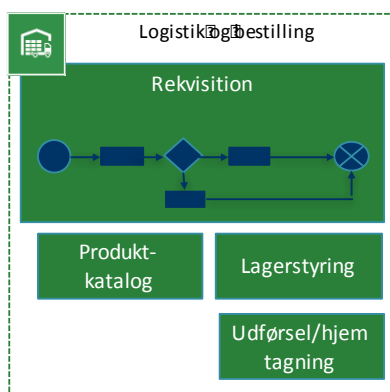 Logistik og bestilling
Rekvisition
Produkt-
katalog
Lagerstyring
Udførsel/hjem
tagning